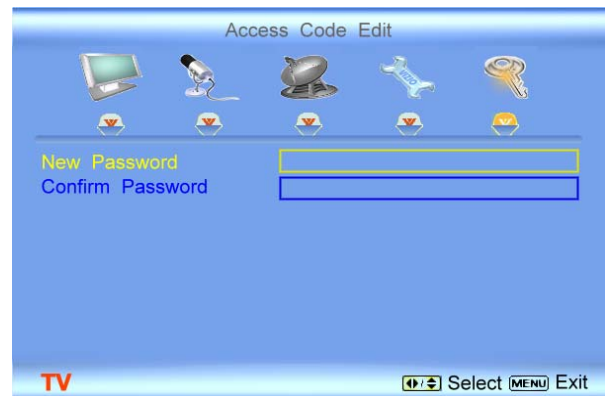 Access Code Edit
New Password
Confirm Password
TV Select MENU Exit